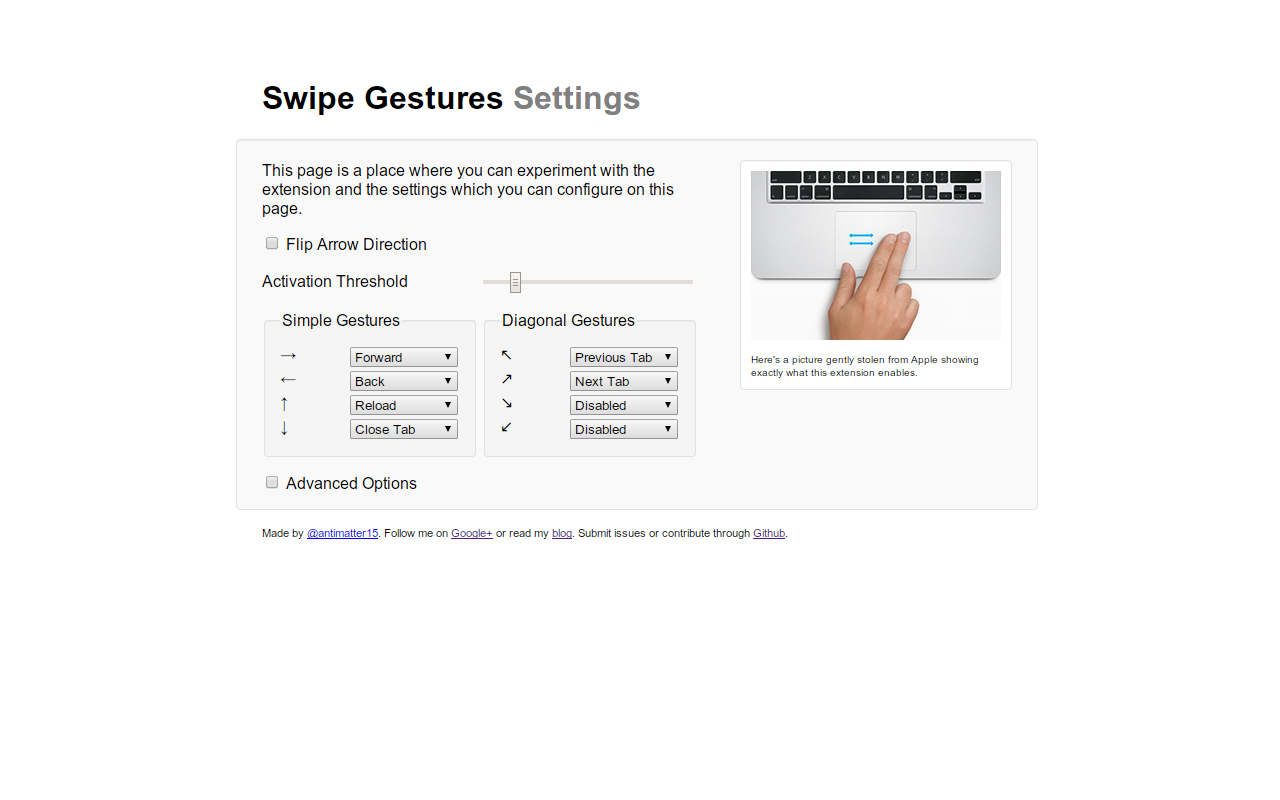 Swipe Gestures Settings
This page is a place where you can experiment with the
extension and the settings which you can configure on this
page.
Flip Arrow Direction
Activation Threshold
Simple Gestures
→ Forward
← Back
↑ Reload
↓ Close Tab
Diagonal Gestures
↖ Previous Tab
↗ Next Tab
↘ Disabled
↙ Disabled
Advanced Options
Here's a picture gently stolen from Apple showing
exactly what this extension enables.
Made by @antimatter15. Follow me on Google+ or read my blog. Submit issues or contribute through Github.